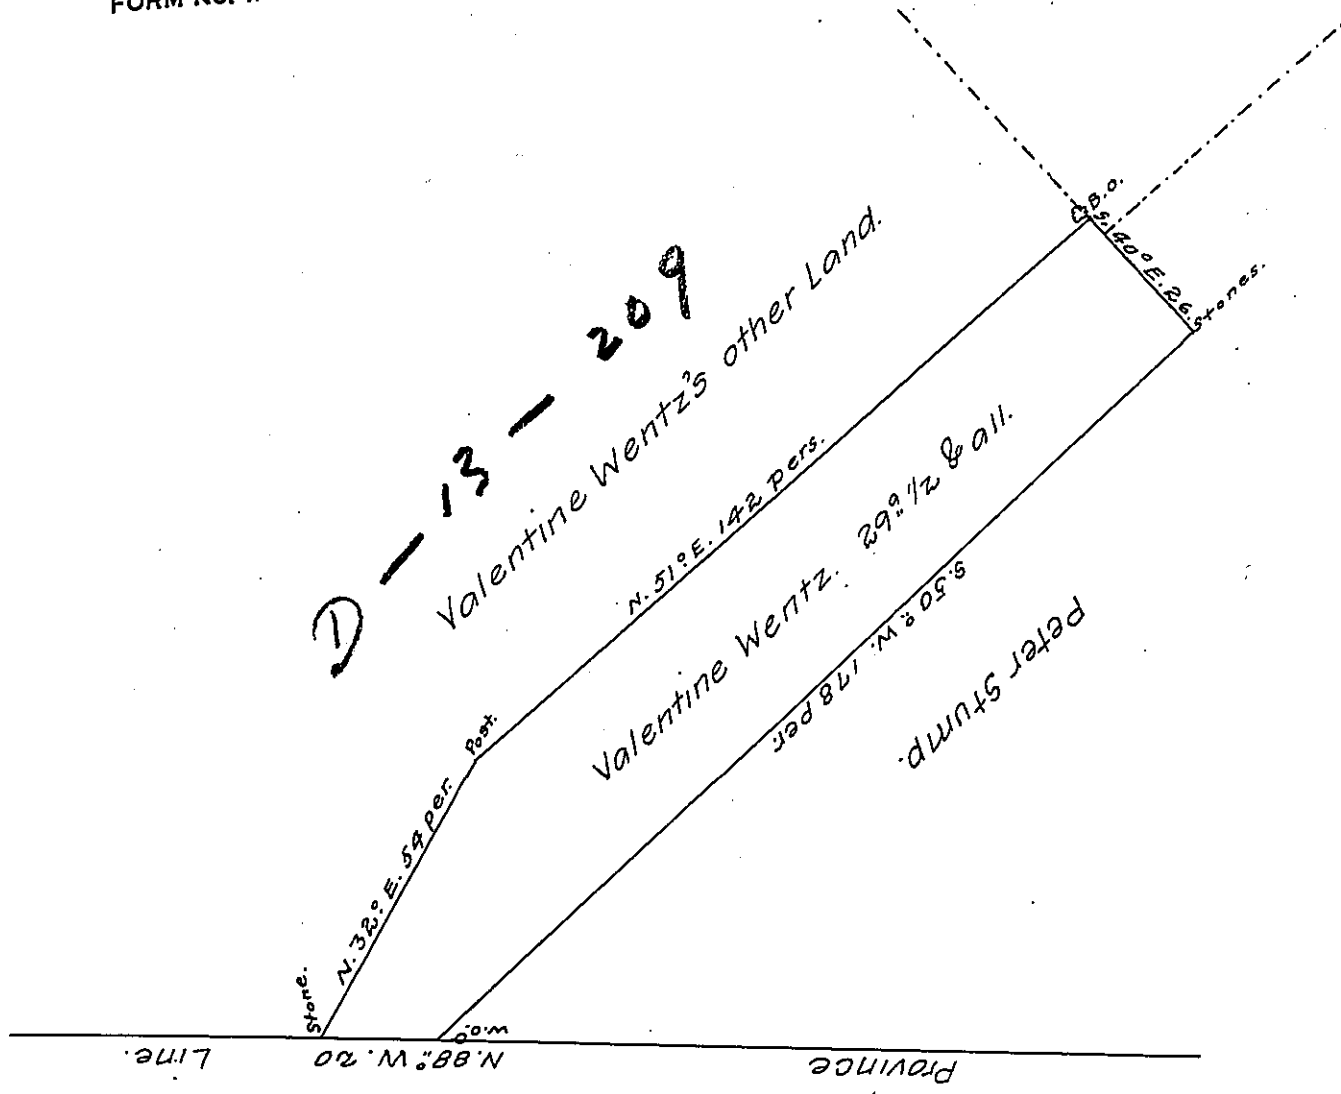 FORM NO.
B.O.
S. 40° E. 26.
Stones.
D - 13 - 209
Valentine Wentz's other Land.
N. 51° E. 142 pers.
Valentine Wentz. 29a 1/2 & all.
S. 50° W. 178 per.
Peter Stump.
Post.
N. 32° E. 54 per.
Stone.
W.O.
N. 88° W. 20
Province Line.